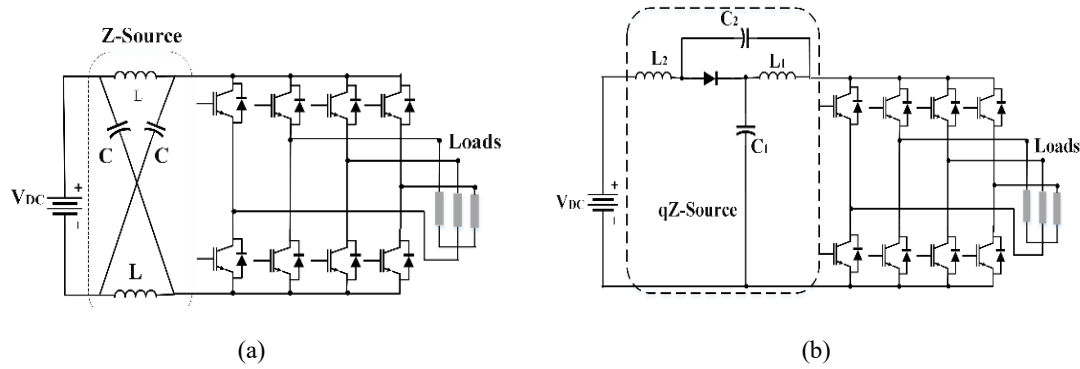 Z-Source
L
C
C
VDC
+
-
L
Loads
(a)
C2
L2
L1
C1
VDC
+
-
qZ-Source
Loads
(b)